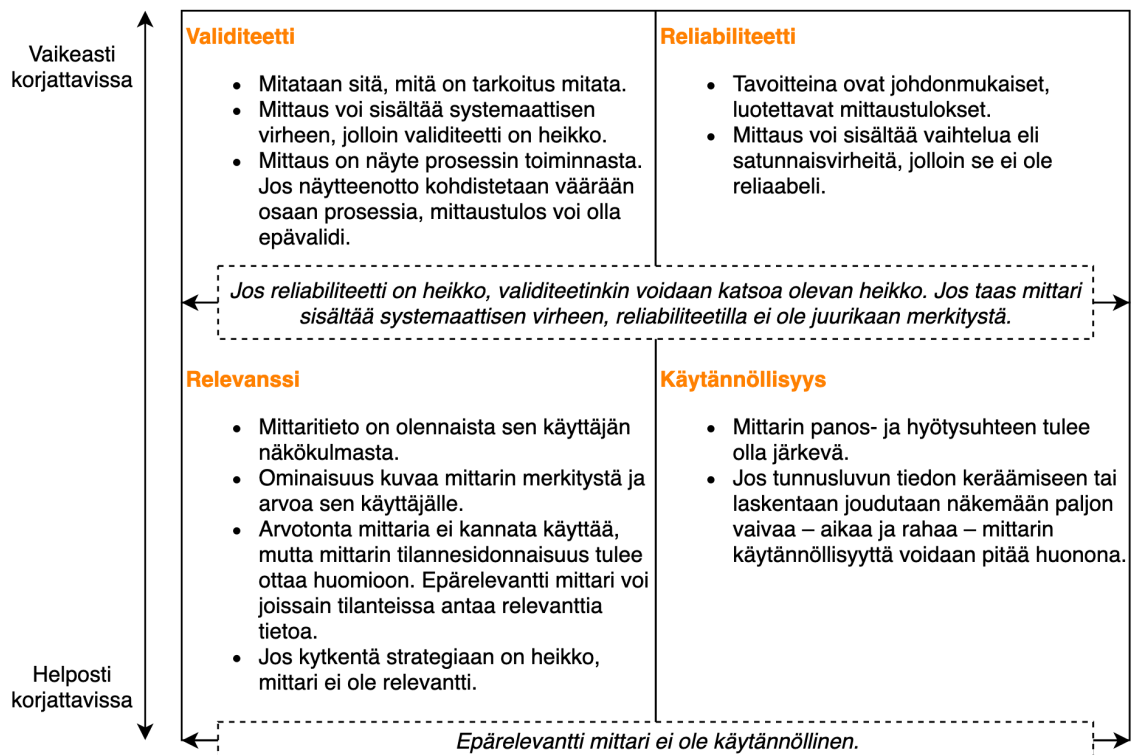 Vaikeasti
korjattavissa
Validiteetti
Mitataan sitä, mitä on tarkoitus mitata.
Mittaus voi sisältää systemaattisen
virheen, jolloin validiteetti on heikko.
Mittaus on näyte prosessin toiminnasta.
Jos näytteenotto kohdistetaan väärään
osaan prosessia, mittaustulos voi olla
epävalidi.
Reliabiliteetti
Tavoitteina ovat johdonmukaiset,
luotettavat mittaustulokset.
Mittaus voi sisältää vaihtelua eli
satunnaisvirheitä, jolloin se ei ole
reliaabeli.
Jos reliabiliteetti on heikko, validiteetinkin voidaan katsoa olevan heikko. Jos taas mittari
sisältää systemaattisen virheen, reliabiliteetilla ei ole juurikaan merkitystä.
Relevanssi
Mittaritieto on olennaista sen käyttäjän
näkökulmasta.
Ominaisuus kuvaa mittarin merkitystä ja
arvoa sen käyttäjälle.
Arvotonta mittaria ei kannata käyttää,
mutta mittarin tilannesidonnaisuus tulee
ottaa huomioon. Epärelevantti mittari voi
joissain tilanteissa antaa relevanttia
tietoa.
Jos kytkentä strategiaan on heikko,
mittari ei ole relevantti.
Käytännöllisyys
Mittarin panos- ja hyötysuhteen tulee
olla järkevä.
Jos tunnusluvun tiedon keräämiseen tai
laskentaan joudutaan näkemään paljon
vaivaa – aikaa ja rahaa – mittarin
käytännöllisyyttä voidaan pitää huonona.
Helposti
korjattavissa
Epärelevantti mittari ei ole käytännöllinen.